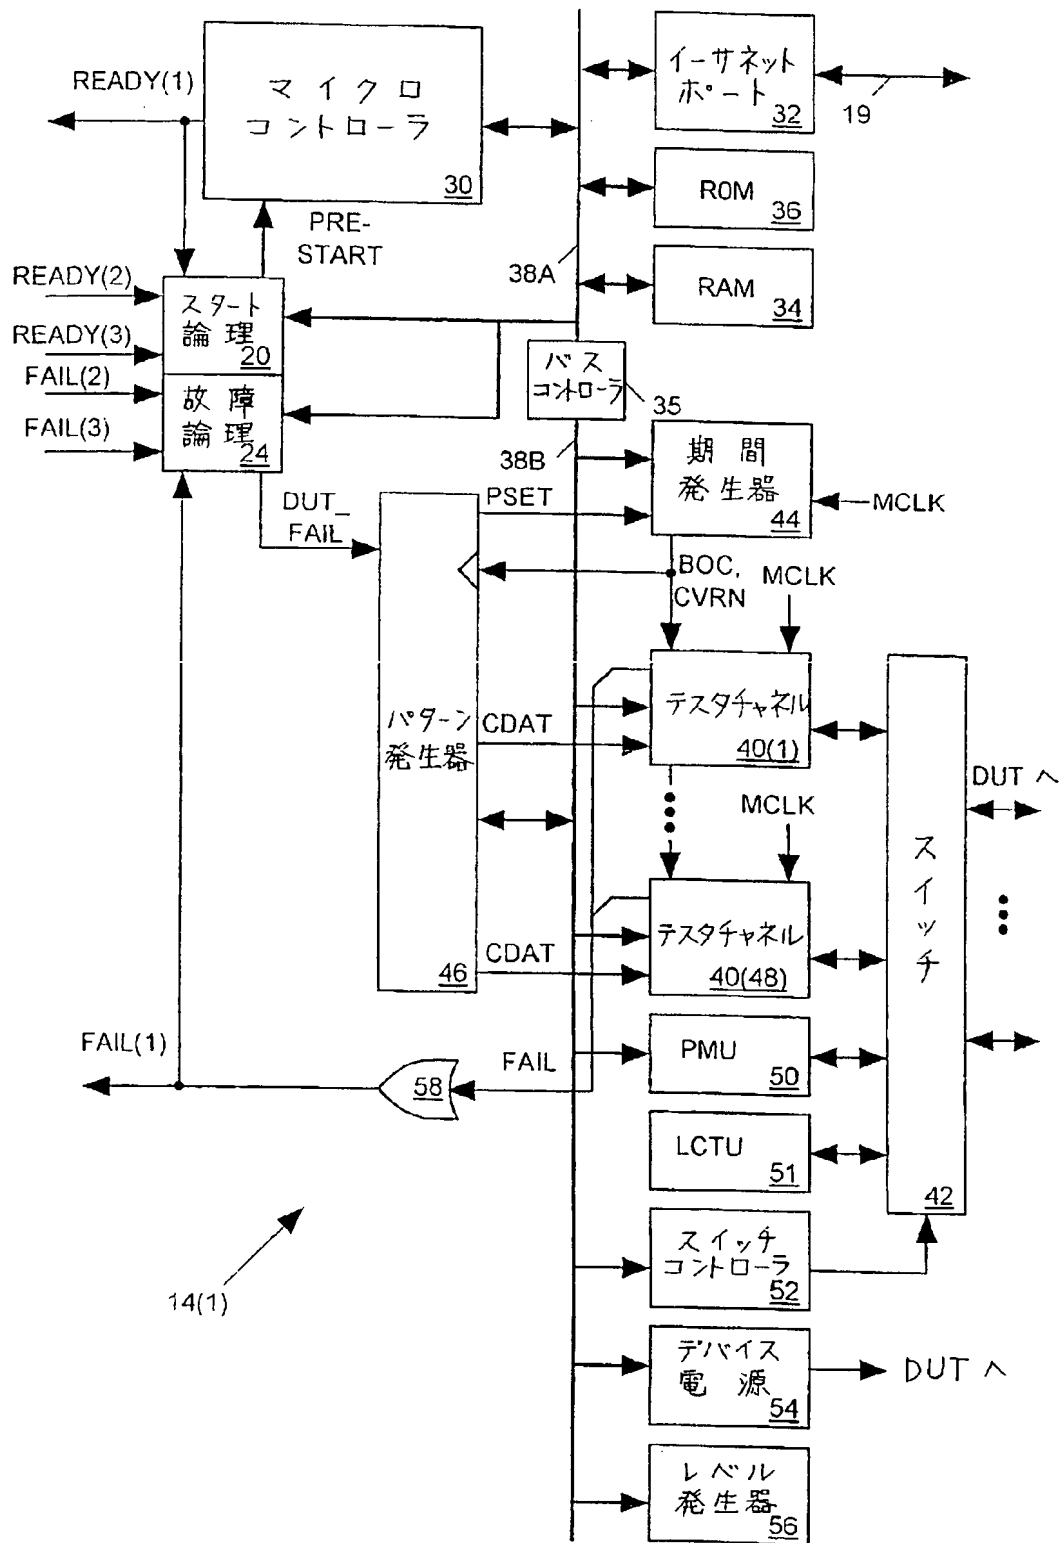 READY(1)
マイクロ
コントローラ
30
イーサネット
ポート
32
19
ROM
36
PRE-
START
38A
RAM
34
READY(2)
READY(3)
スタート
論理
20
FAIL(2)
FAIL(3)
故障
論理
24
バス
コントローラ
35
38B
期間
発生器
44
MCLK
DUT_
FAIL
PSET
BOC,
CVRN
MCLK
パターン
発生器
46
CDAT
テスタチャネル
40(1)
MCLK
DUT へ
スイッチ
42
CDAT
テスタチャネル
40(48)
FAIL(1)
58
FAIL
PMU
50
LCTU
51
スイッチ
コントローラ
52
14(1)
デバイス
電源
54
DUT へ
レベル
発生器
56